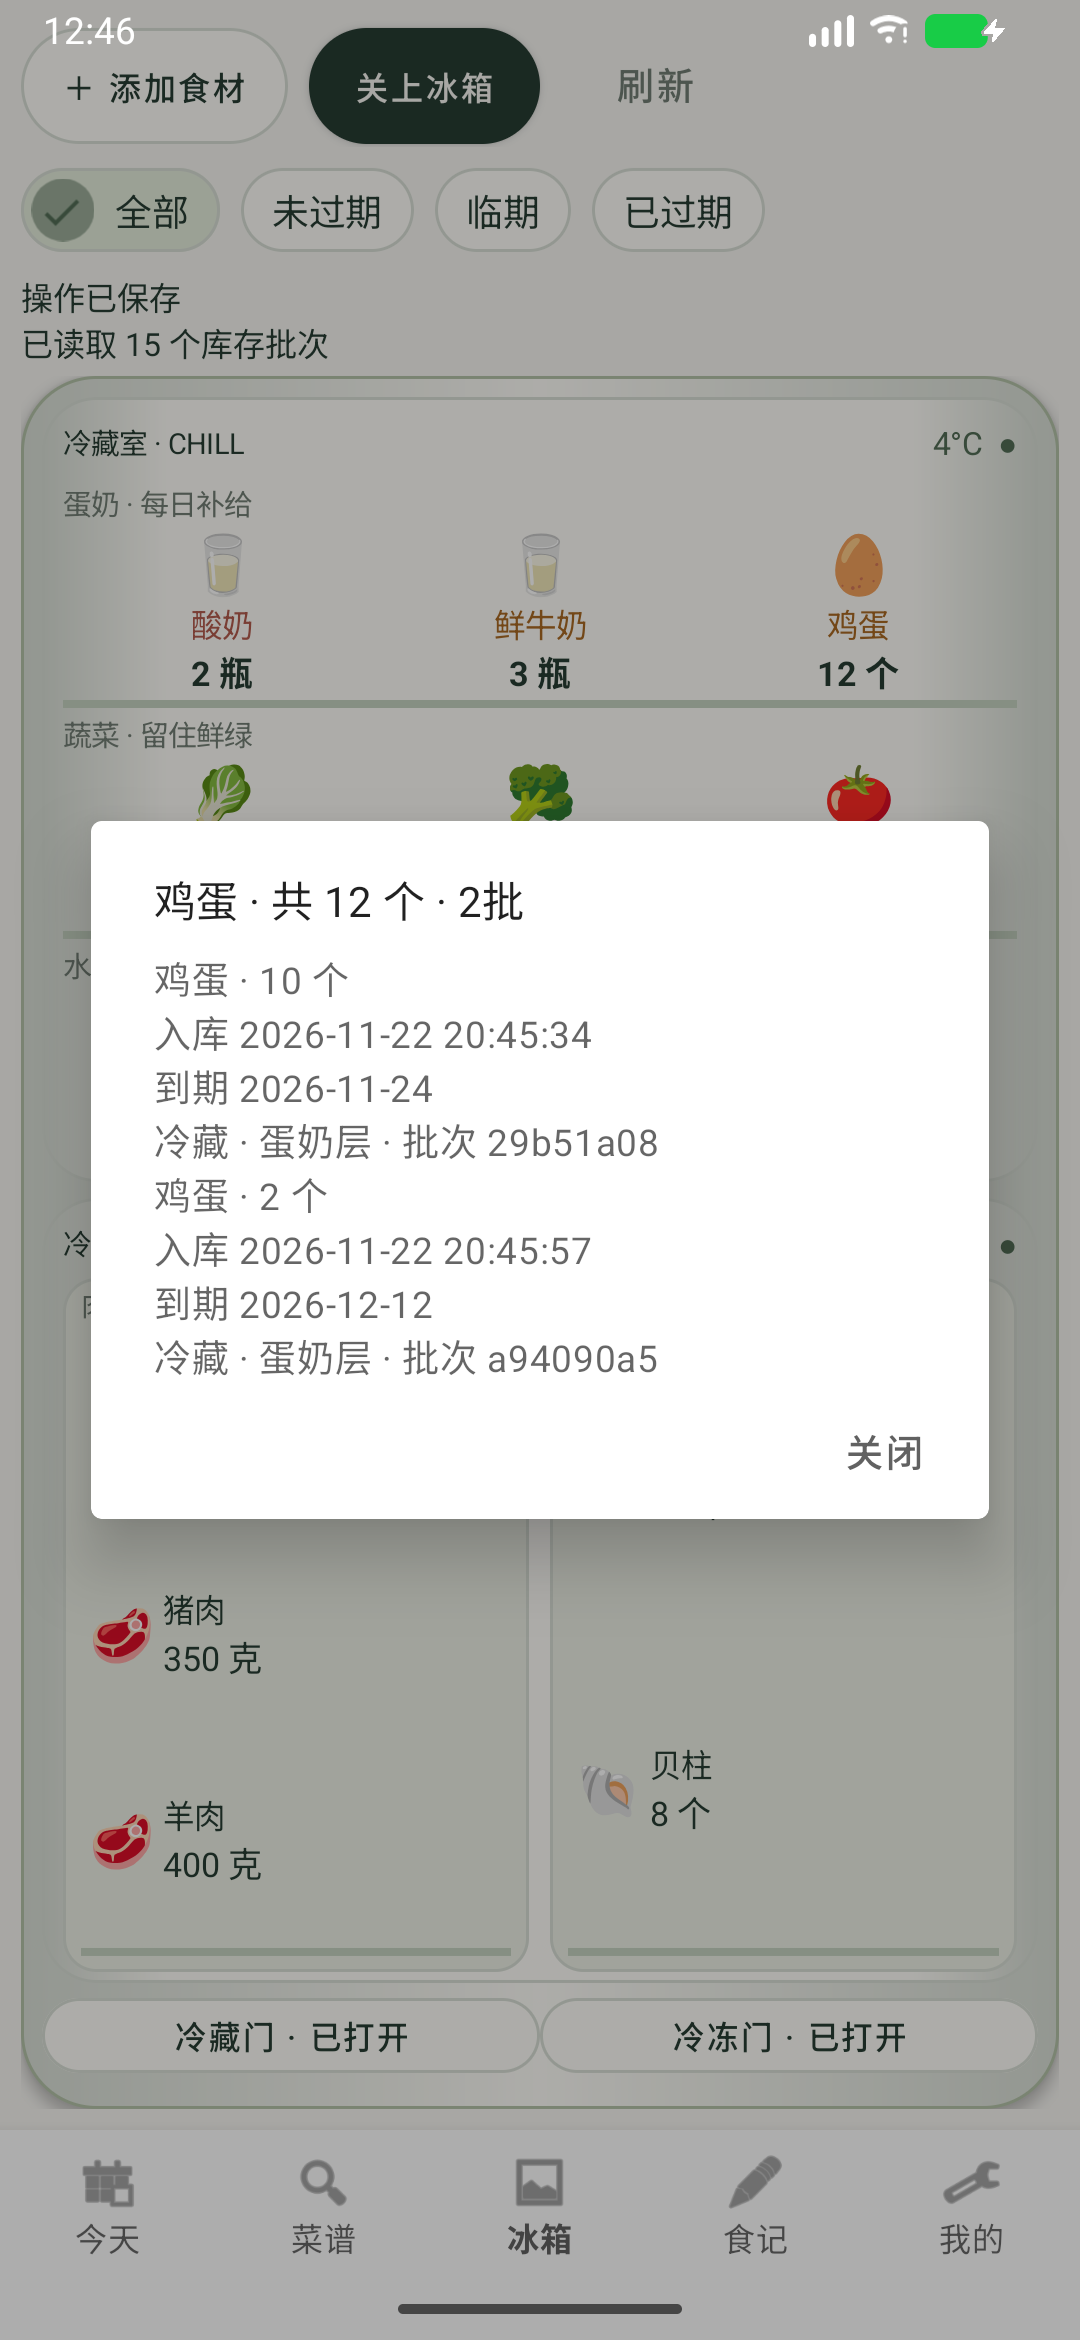 12:46
＋ 添加食材
关上冰箱
刷新
全部
未过期
临期
已过期
操作已保存
已读取 15 个库存批次
冷藏室 · CHILL
4°C ●
蛋奶 · 每日补给
酸奶
2 瓶
鲜牛奶
3 瓶
鸡蛋
12 个
蔬菜 · 留住鲜绿
水
鸡蛋 · 共 12 个 · 2批
鸡蛋 · 10 个
入库 2026-11-22 20:45:34
到期 2026-11-24
冷藏 · 蛋奶层 · 批次 29b51a08
鸡蛋 · 2 个
入库 2026-11-22 20:45:57
到期 2026-12-12
冷藏 · 蛋奶层 · 批次 a94090a5
关闭
冷
●
猪肉
350 克
羊肉
400 克
贝柱
8 个
冷藏门 · 已打开
冷冻门 · 已打开
今天
菜谱
冰箱
食记
我的